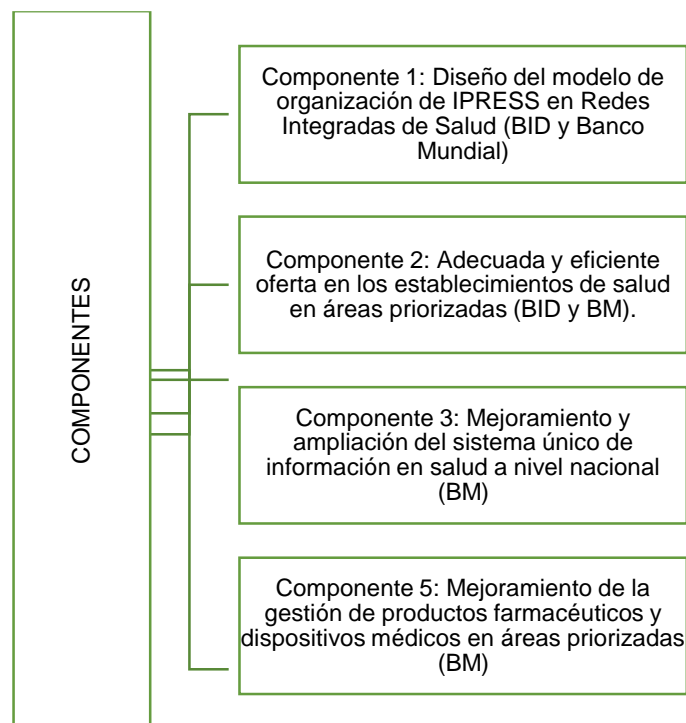 COMPONENTES
Componente 1: Diseño del modelo de
organización de IPRESS en Redes
Integradas de Salud (BID y Banco
Mundial)
Componente 2: Adecuada y eficiente
oferta en los establecimientos de salud
en áreas priorizadas (BID y BM).
Componente 3: Mejoramiento y
ampliación del sistema único de
información en salud a nivel nacional
(BM)
Componente 5: Mejoramiento de la
gestión de productos farmacéuticos y
dispositivos médicos en áreas priorizadas
(BM)